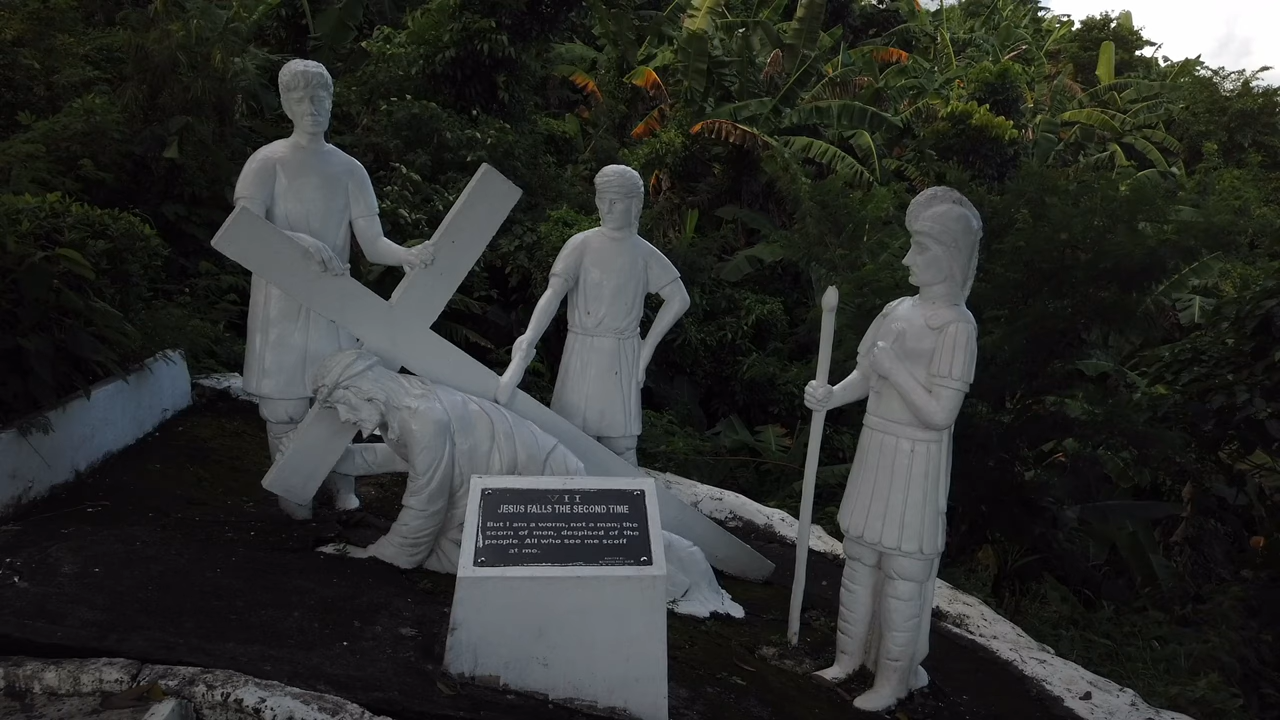 VII
JESUS FALLS THE SECOND TIME
But I am a worm, not a man; the
scorn of men, despised of the
people. All who see me scoff
at me.